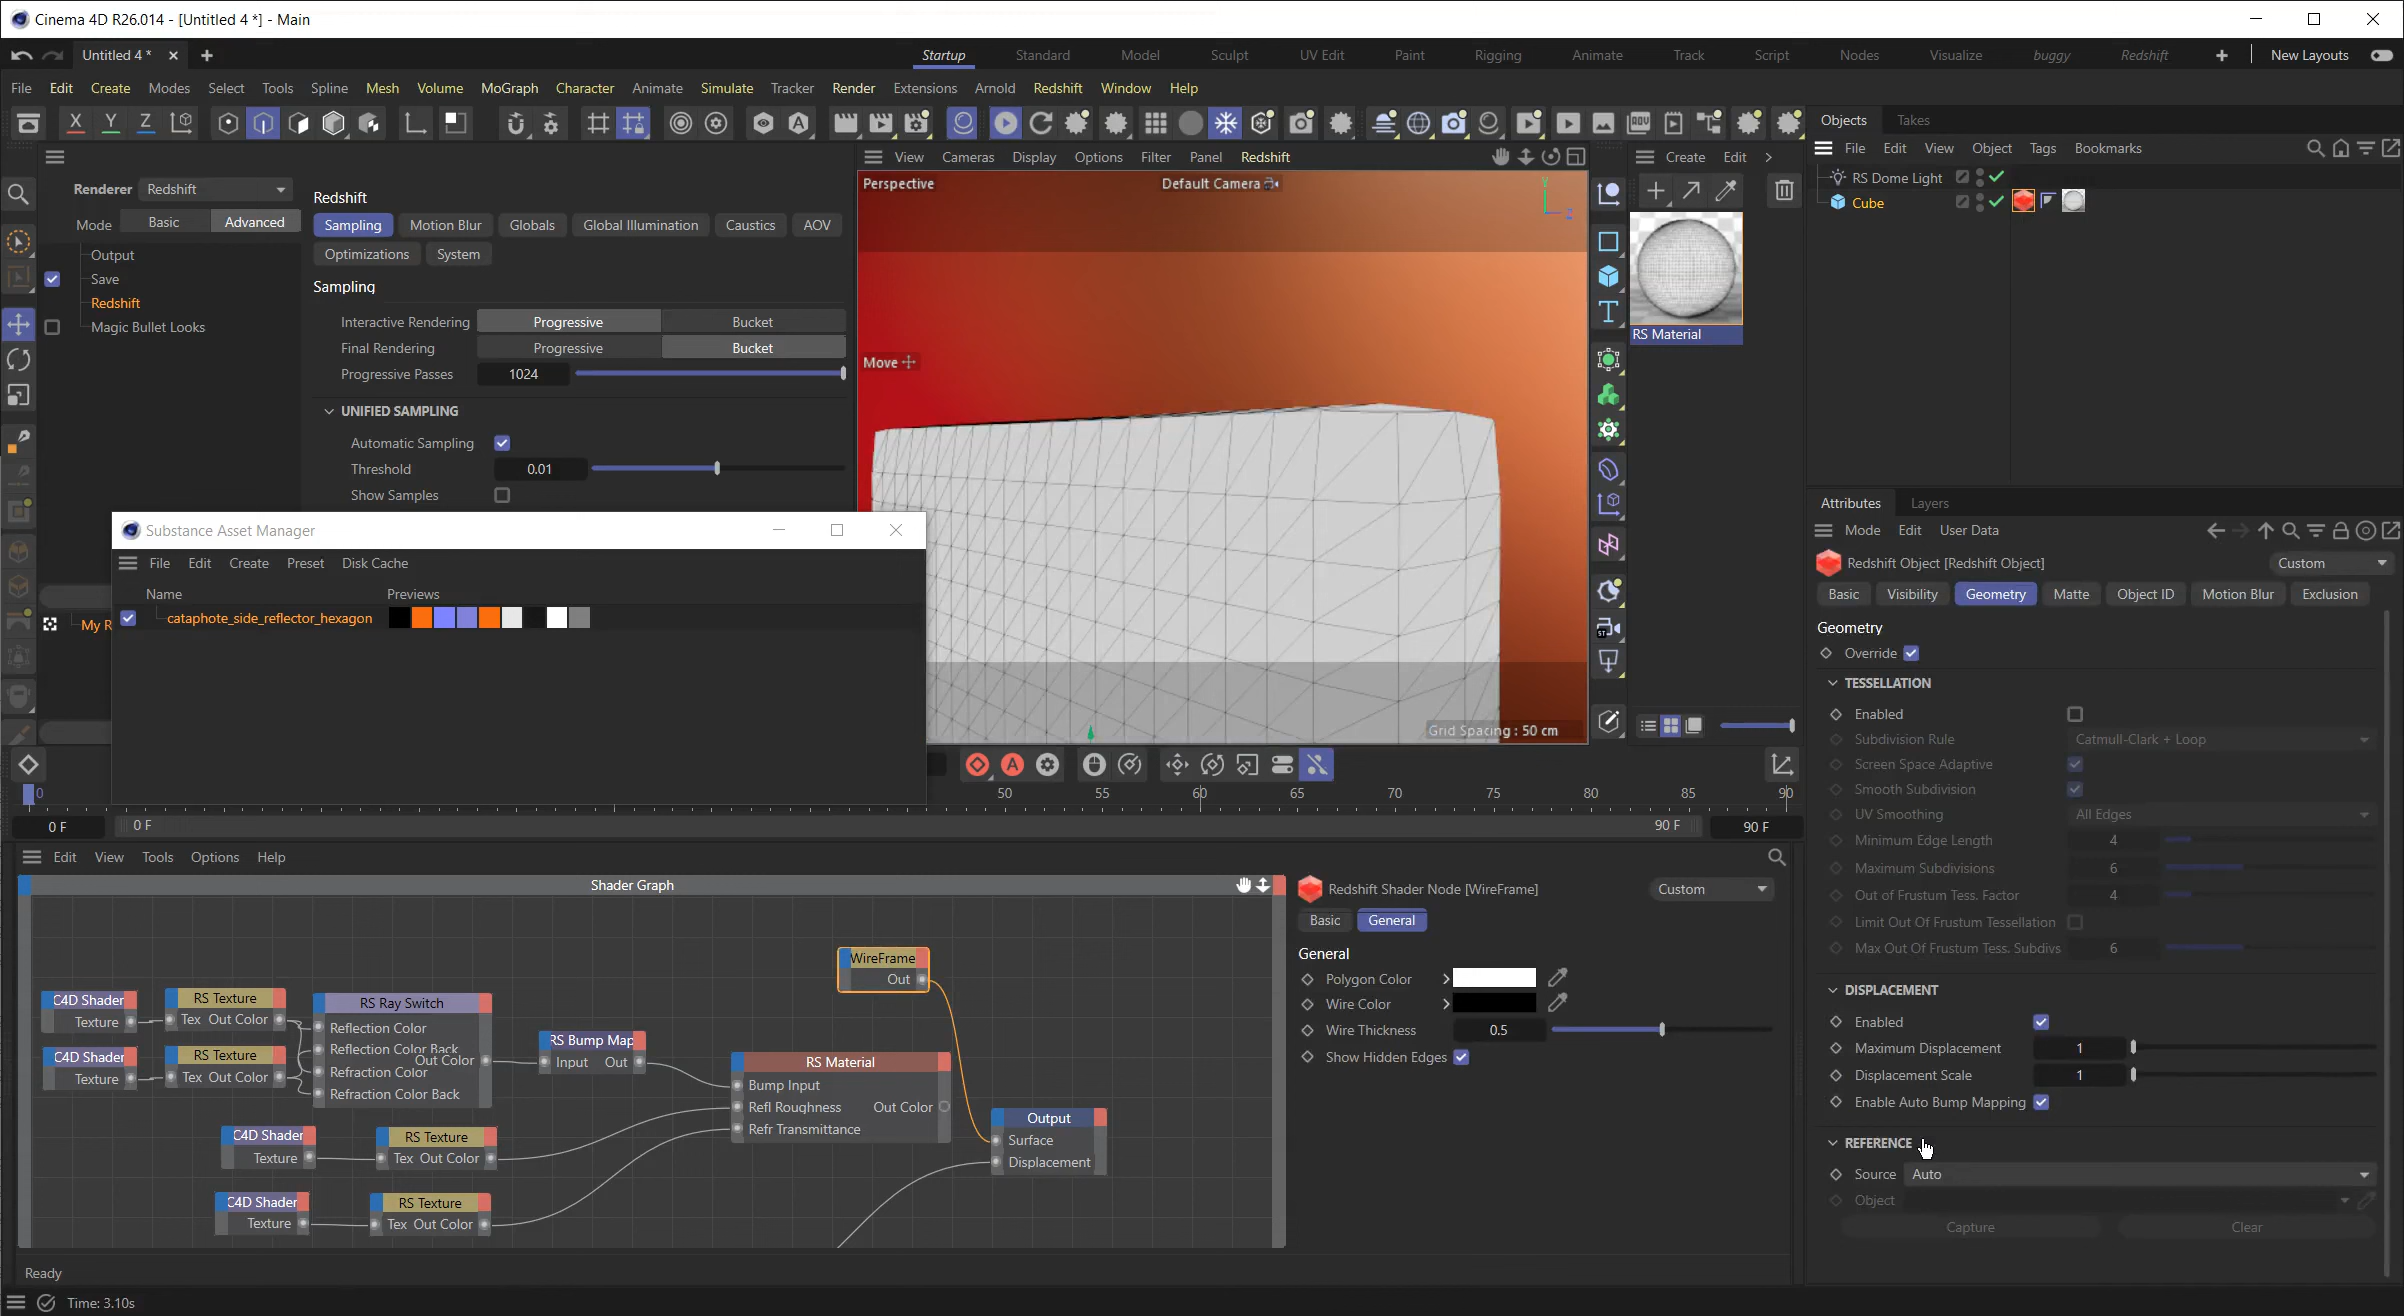 Cinema 4D R26.014 - [Untitled 4 *] - Main
Untitled 4 *
Startup Standard Model Sculpt UV Edit Paint Rigging Animate Track Script Nodes Visualize buggy Redshift New Layouts
File Edit Create Modes Select Tools Spline Mesh Volume MoGraph Character Animate Simulate Tracker Render Extensions Arnold Redshift Window Help
X Y Z
Renderer Redshift
Mode Basic Advanced
Output
Save
Redshift
Magic Bullet Looks
My R
Redshift
Sampling Motion Blur Globals Global Illumination Caustics AOV
Optimizations System
Sampling
Interactive Rendering Progressive Bucket
Final Rendering Progressive Bucket
Progressive Passes 1024
UNIFIED SAMPLING
Automatic Sampling
Threshold 0.01
Show Samples
Substance Asset Manager
File Edit Create Preset Disk Cache
Name Previews
cataphote_side_reflector_hexagon
View Cameras Display Options Filter Panel Redshift
Perspective Default Camera
Y
Z
Move
Grid Spacing : 50 cm
Create Edit
RS Material
Objects Takes
File Edit View Object Tags Bookmarks
RS Dome Light
Cube
Attributes Layers
Mode Edit User Data
Redshift Object [Redshift Object] Custom
Basic Visibility Geometry Matte Object ID Motion Blur Exclusion
Geometry
Override
TESSELLATION
Enabled
Subdivision Rule Catmull-Clark + Loop
Screen Space Adaptive
Smooth Subdivision
UV Smoothing All Edges
Minimum Edge Length 4
Maximum Subdivisions 6
Out of Frustum Tess. Factor 4
Limit Out Of Frustum Tessellation
Max Out Of Frustum Tess. Subdivs 6
DISPLACEMENT
Enabled
Maximum Displacement 1
Displacement Scale 1
Enable Auto Bump Mapping
REFERENCE
Source Auto
Object
Capture Clear
0 50 55 60 65 70 75 80 85 90
0 F 0 F 90 F 90 F
Edit View Tools Options Help
Shader Graph
WireFrame
Out
C4D Shader
Texture
RS Texture
Tex Out Color
C4D Shader
Texture
RS Texture
Tex Out Color
RS Ray Switch
Reflection Color
Reflection Color Back
Out Color
Refraction Color
Refraction Color Back
RS Bump Map
Input Out
RS Material
Bump Input
Refl Roughness Out Color
Refr Transmittance
Output
Surface
Displacement
C4D Shader
Texture
RS Texture
Tex Out Color
C4D Shader
Texture
RS Texture
Tex Out Color
Redshift Shader Node [WireFrame] Custom
Basic General
General
Polygon Color
Wire Color
Wire Thickness 0.5
Show Hidden Edges
Ready
Time: 3.10s